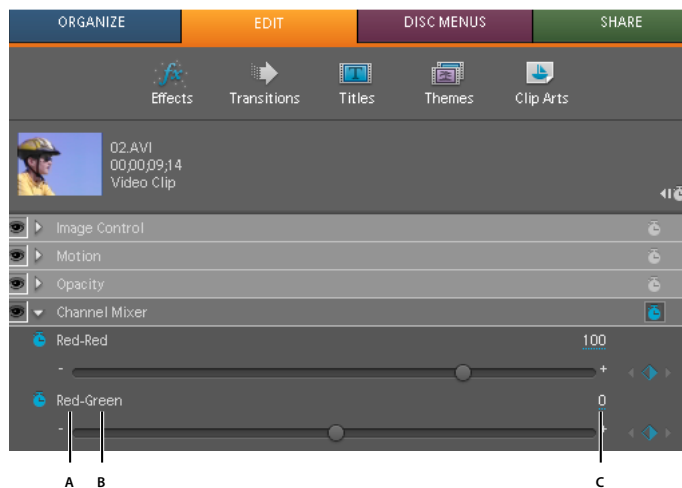 ORGANIZE EDIT DISC MENUS SHARE
Effects Transitions Titles Themes Clip Arts
02.AVI
00;00;09;14
Video Clip
Image Control
Motion
Opacity
Channel Mixer
Red-Red 100
- +
Red-Green 0
- +
A B C